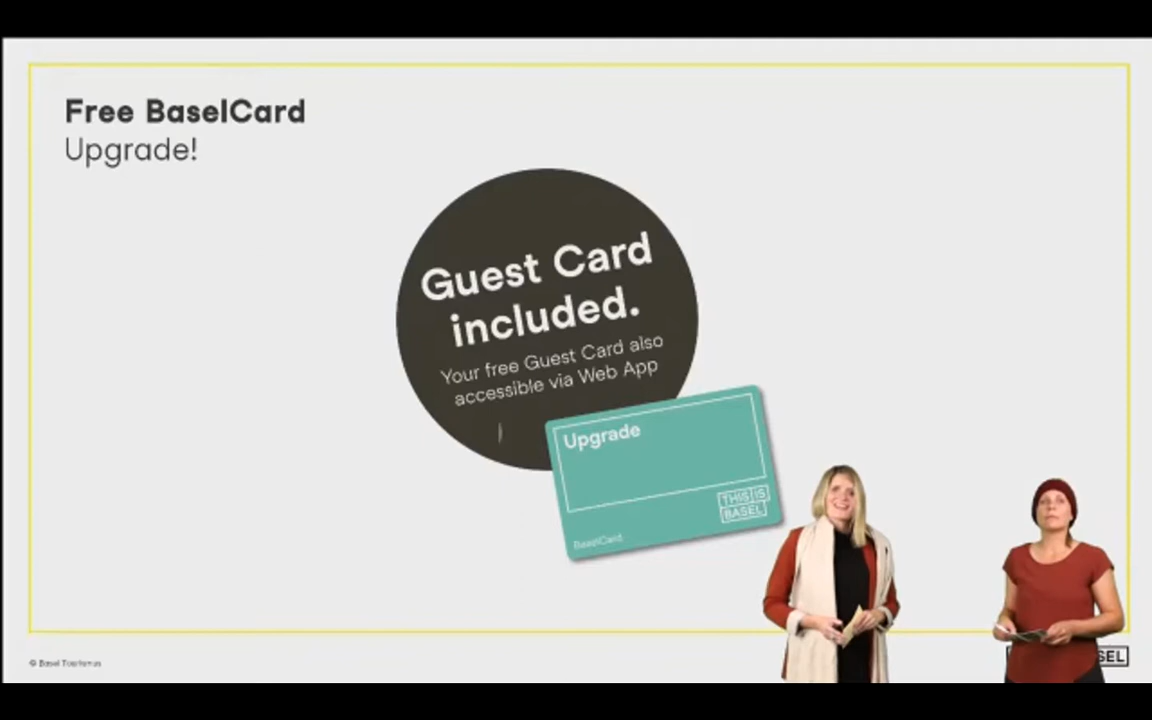 Free BaselCard
Upgrade!
Guest Card
included.
Your free Guest Card also
accessible via Web App
Upgrade
THIS IS
BASEL
BaselCard
© Basel Tourismus
SEL